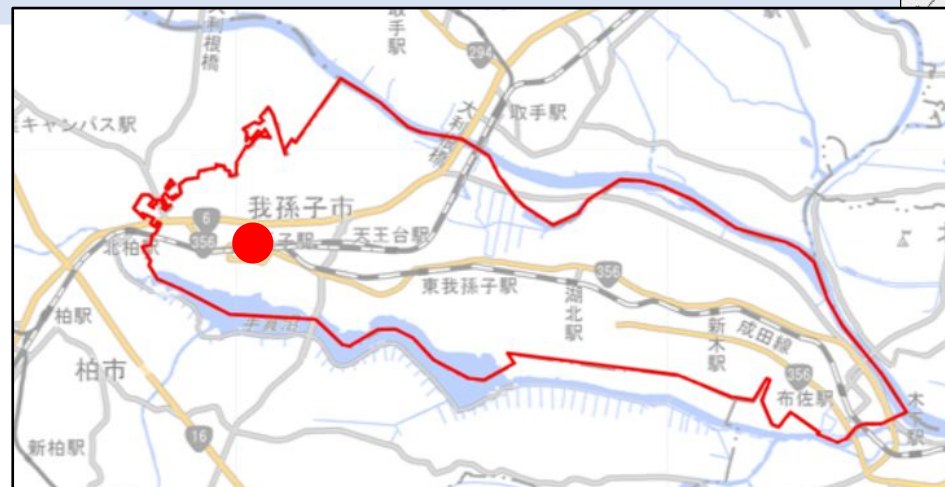 大利根橋
取手駅
294
大利根橋
取手駅
キャンパス駅
我孫子市
6
356
北柏駅
子駅
天王台駅
東我孫子駅
湖北駅
356
柏駅
手賀沼
柏市
新木駅
成田線
356
布佐駅
木下駅
16
新柏駅